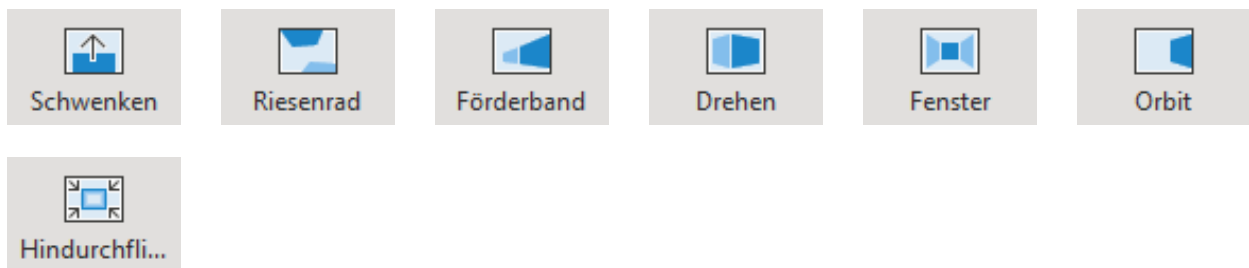 Schwenken
Riesenrad
Förderband
Drehen
Fenster
Orbit
Hindurchfli...